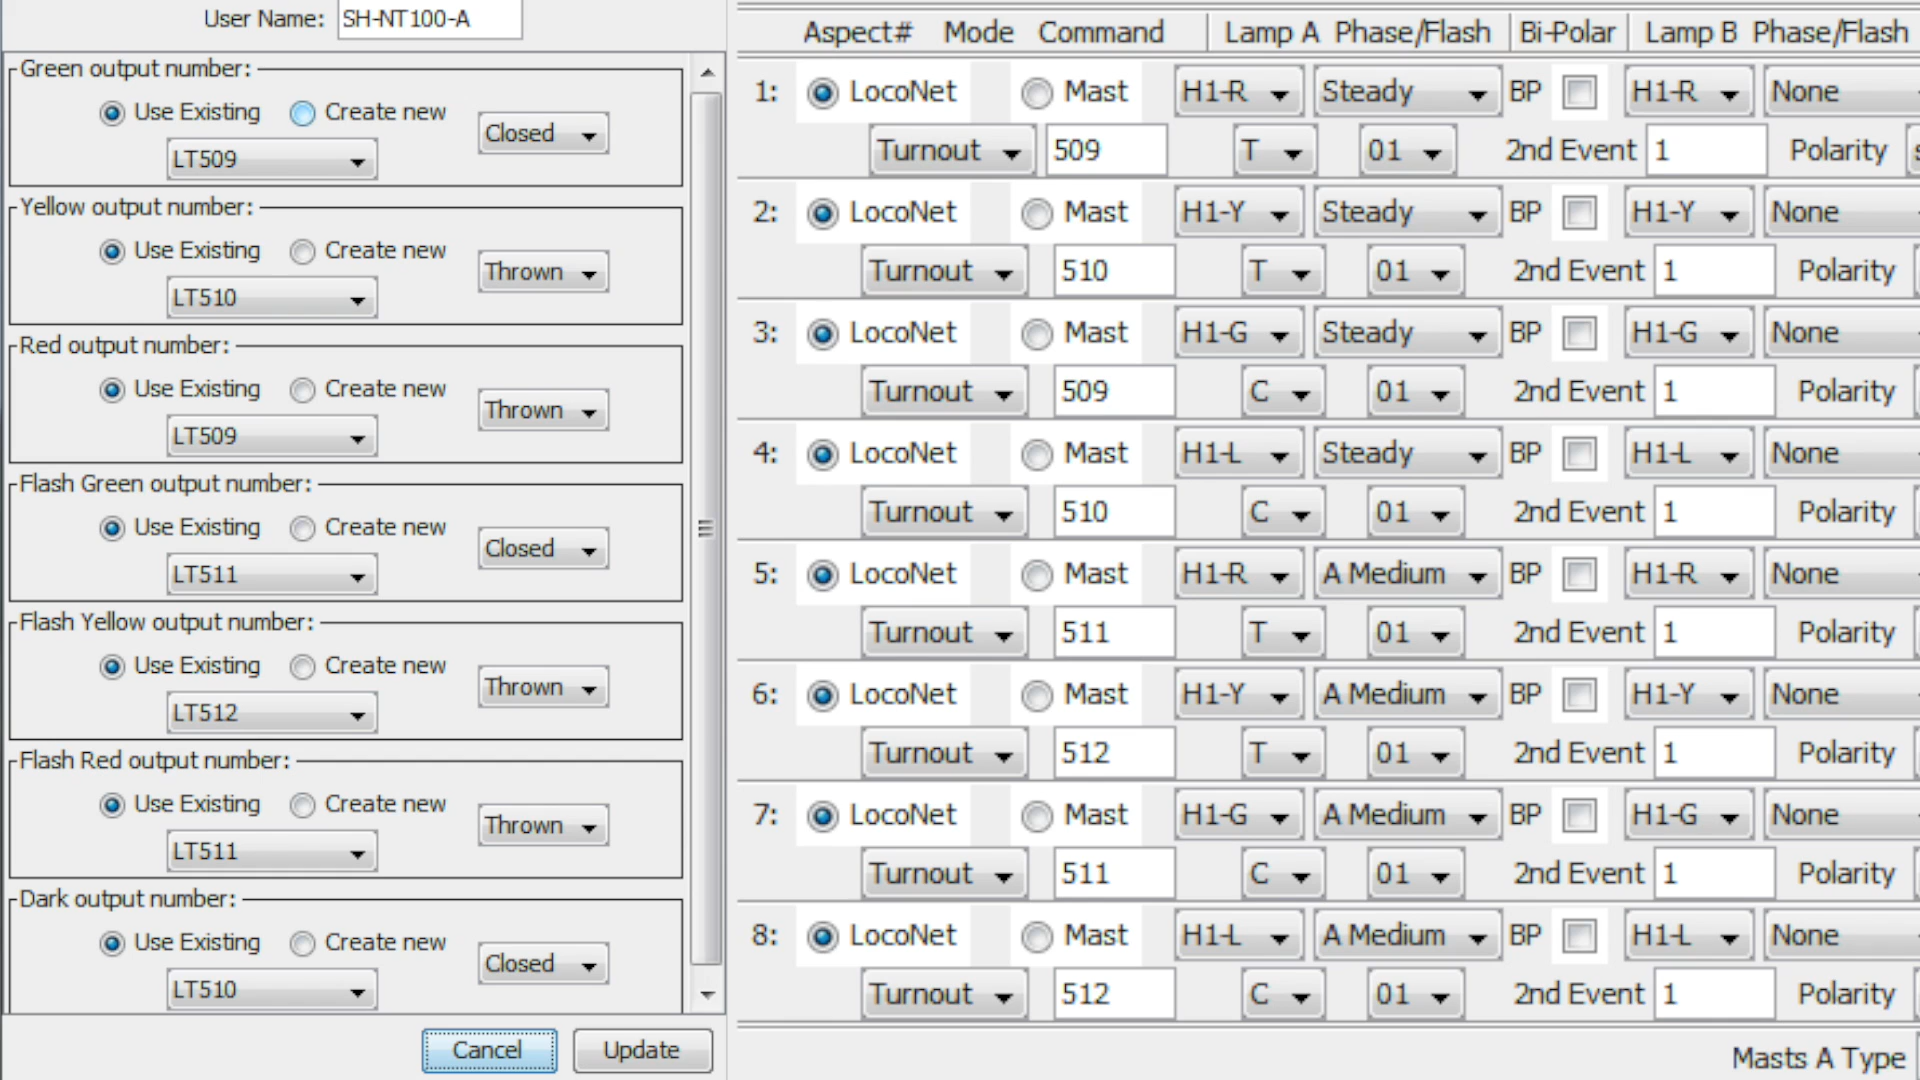 User Name: SH-NT100-A
Green output number:
Use Existing Create new Closed
LT509
Yellow output number:
Use Existing Create new Thrown
LT510
Red output number:
Use Existing Create new Thrown
LT509
Flash Green output number:
Use Existing Create new Closed
LT511
Flash Yellow output number:
Use Existing Create new Thrown
LT512
Flash Red output number:
Use Existing Create new Thrown
LT511
Dark output number:
Use Existing Create new Closed
LT510
Cancel Update
Aspect# Mode Command Lamp A Phase/Flash Bi-Polar Lamp B Phase/Flash
1: LocoNet Mast H1-R Steady BP H1-R None
Turnout 509 T 01 2nd Event 1 Polarity
2: LocoNet Mast H1-Y Steady BP H1-Y None
Turnout 510 T 01 2nd Event 1 Polarity
3: LocoNet Mast H1-G Steady BP H1-G None
Turnout 509 C 01 2nd Event 1 Polarity
4: LocoNet Mast H1-L Steady BP H1-L None
Turnout 510 C 01 2nd Event 1 Polarity
5: LocoNet Mast H1-R A Medium BP H1-R None
Turnout 511 T 01 2nd Event 1 Polarity
6: LocoNet Mast H1-Y A Medium BP H1-Y None
Turnout 512 T 01 2nd Event 1 Polarity
7: LocoNet Mast H1-G A Medium BP H1-G None
Turnout 511 C 01 2nd Event 1 Polarity
8: LocoNet Mast H1-L A Medium BP H1-L None
Turnout 512 C 01 2nd Event 1 Polarity
Masts A Type